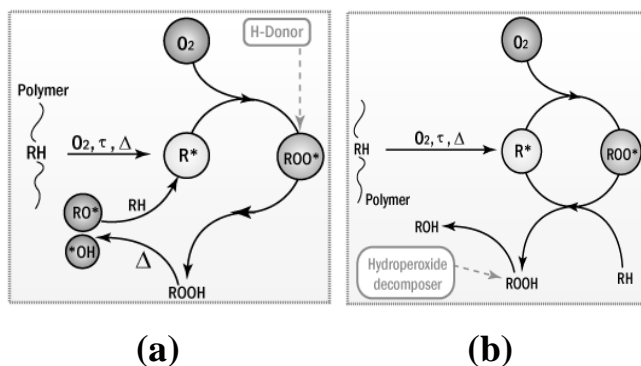 O2
H-Donor
Polymer
RH
O2, τ, Δ
R*
ROO*
RO*
RH
*OH
Δ
ROOH
(a)
O2
RH
O2, τ, Δ
R*
ROO*
Polymer
ROH
Hydroperoxide
decomposer
ROOH
RH
(b)